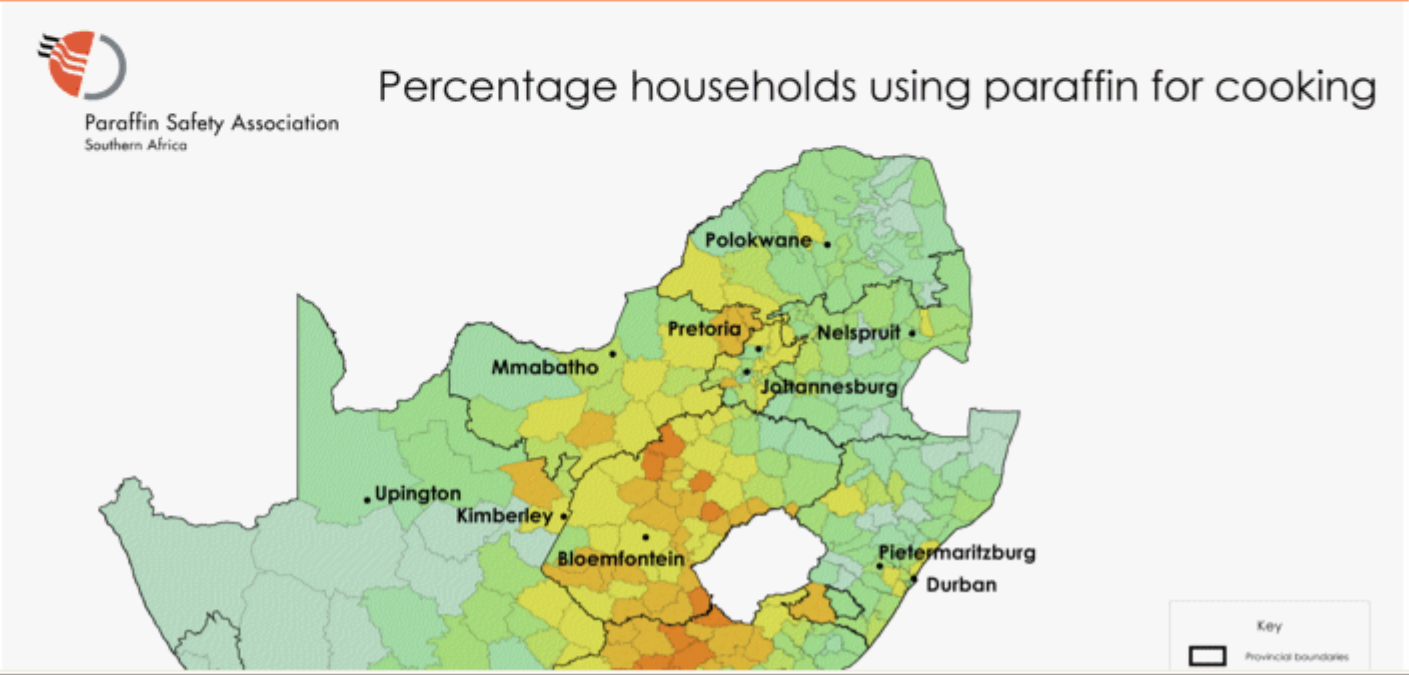 Percentage households using paraffin for cooking
Paraffin Safety Association
Southern Africa
Polokwane
Pretoria
Nelspruit
Mmabatho
Johannesburg
Upington
Kimberley
Bloemfontein
Pietermaritzburg
Durban
Key
Provincial boundaries